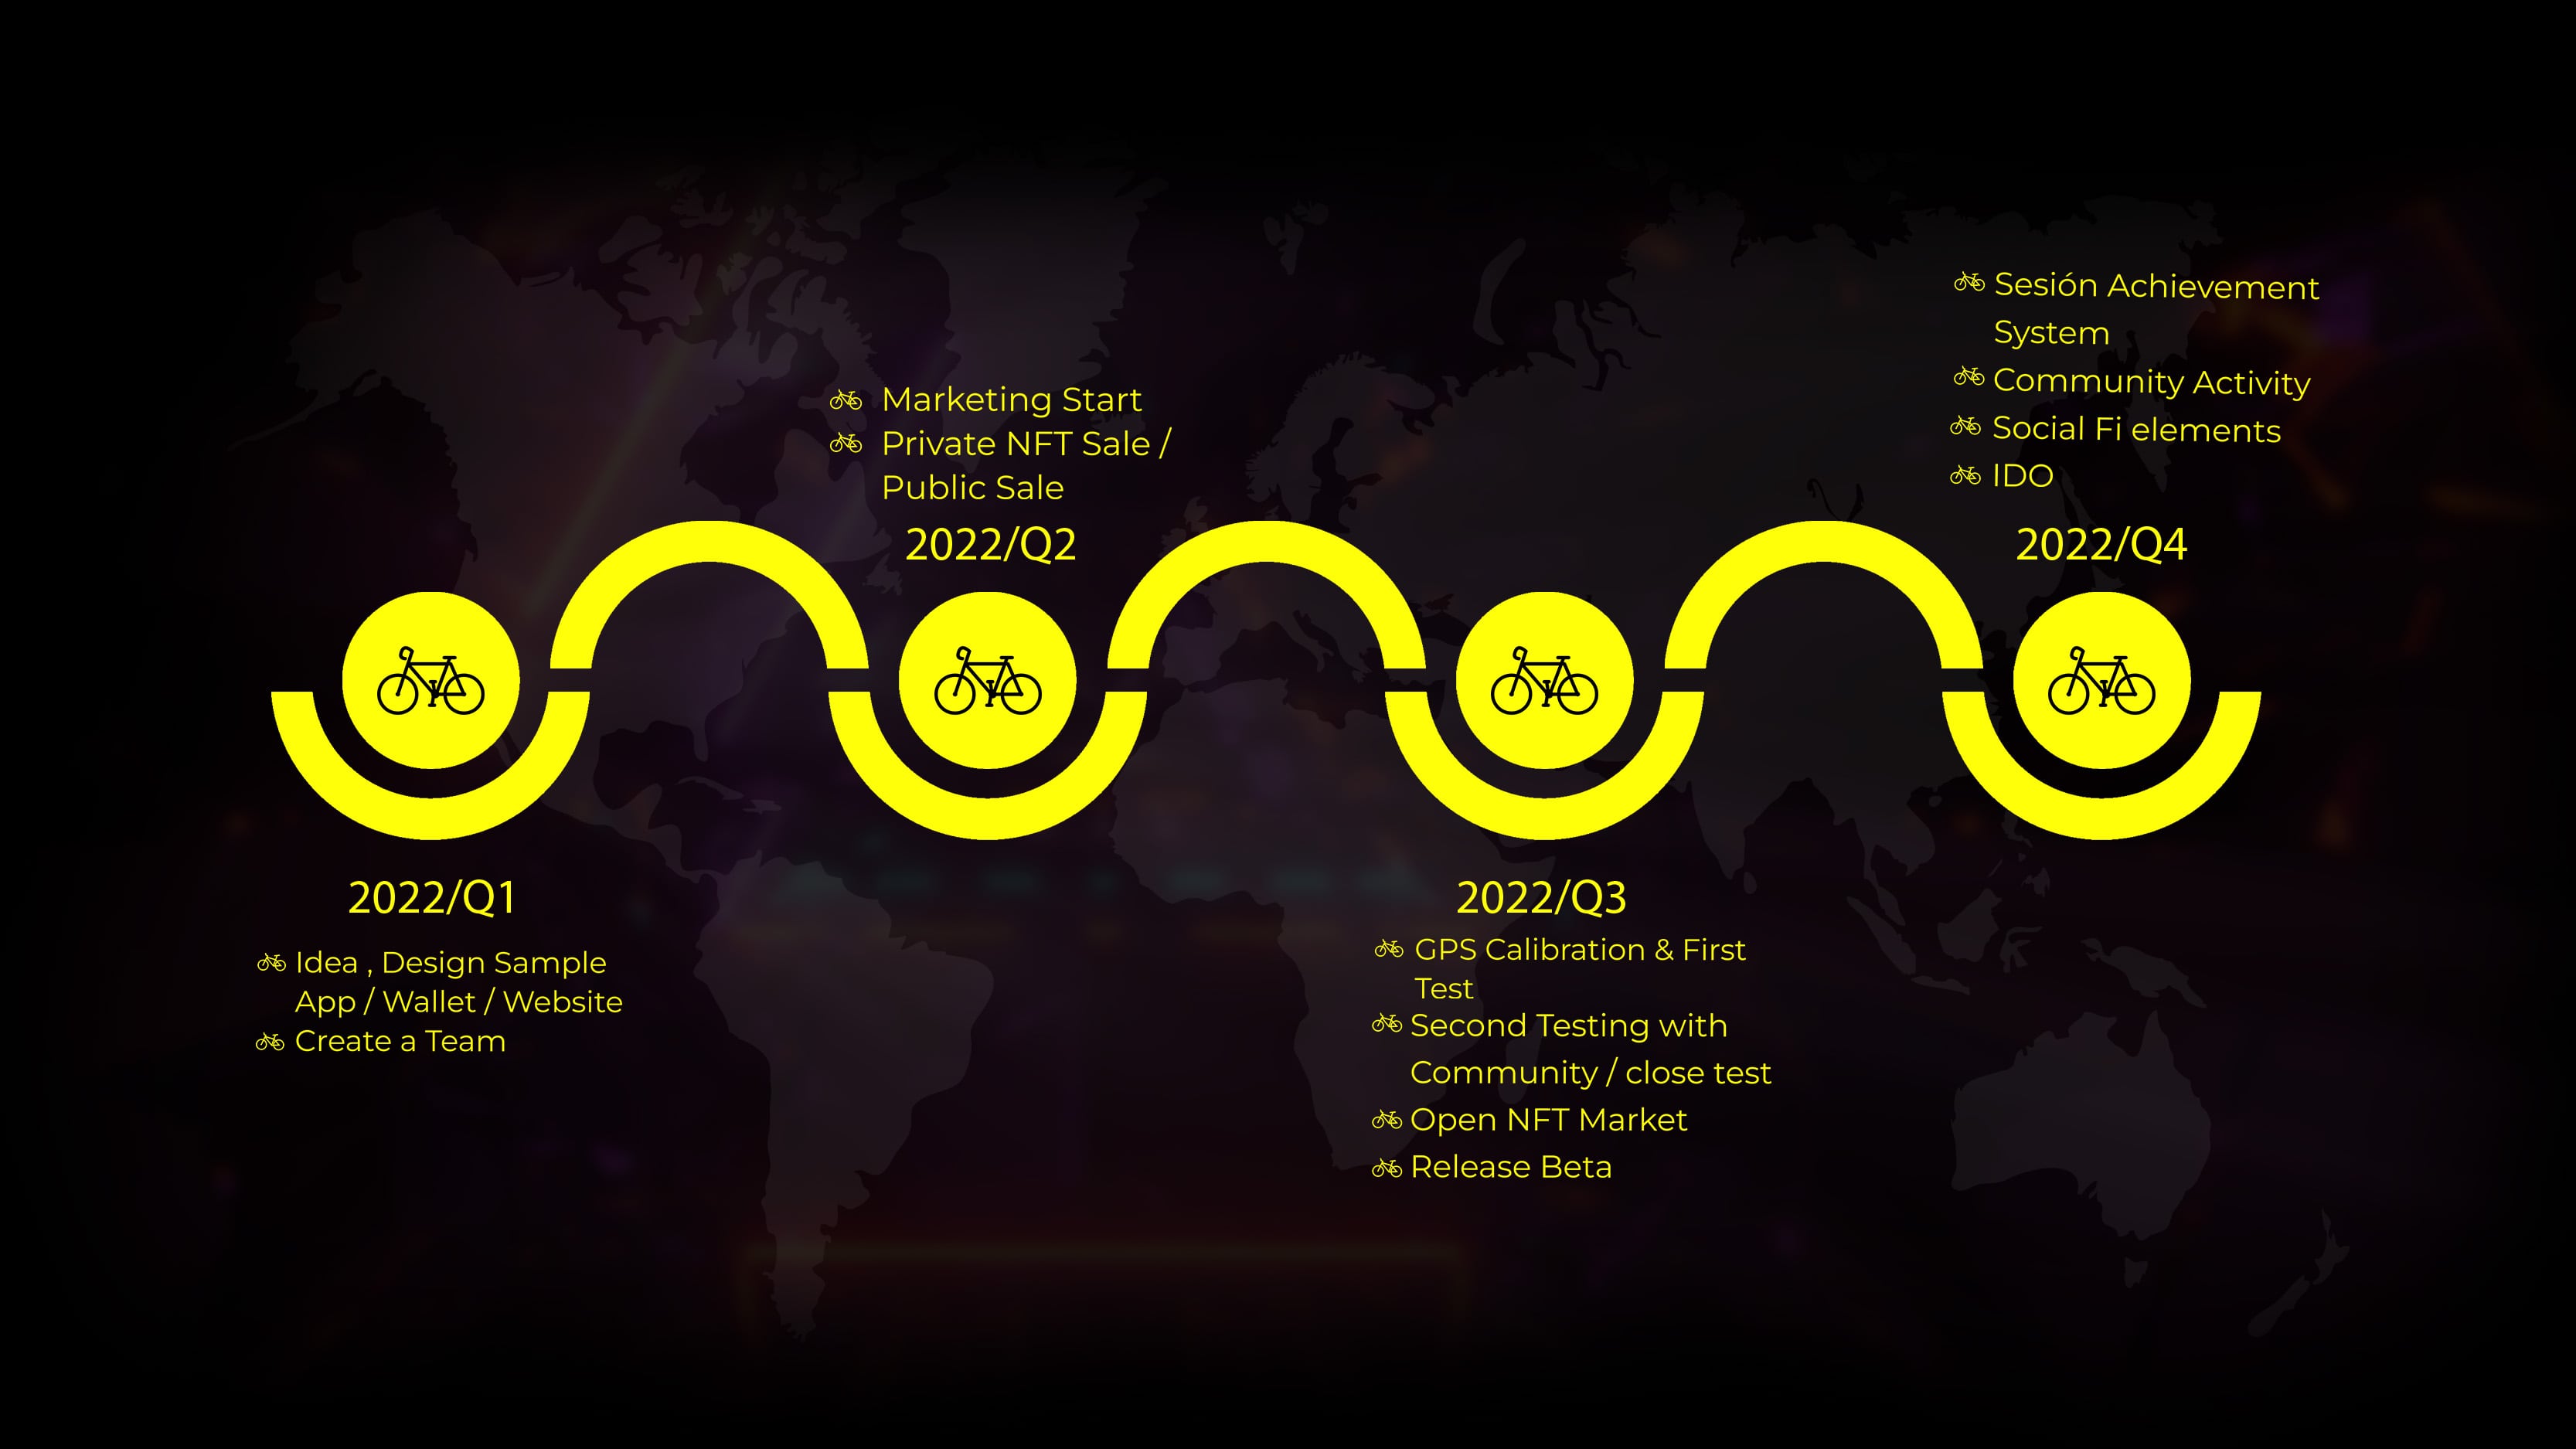 2022/Q1
Idea , Design Sample
App / Wallet / Website
Create a Team
Marketing Start
Private NFT Sale /
Public Sale
2022/Q2
2022/Q3
GPS Calibration & First
Test
Second Testing with
Community / close test
Open NFT Market
Release Beta
Sesión Achievement
System
Community Activity
Social Fi elements
IDO
2022/Q4